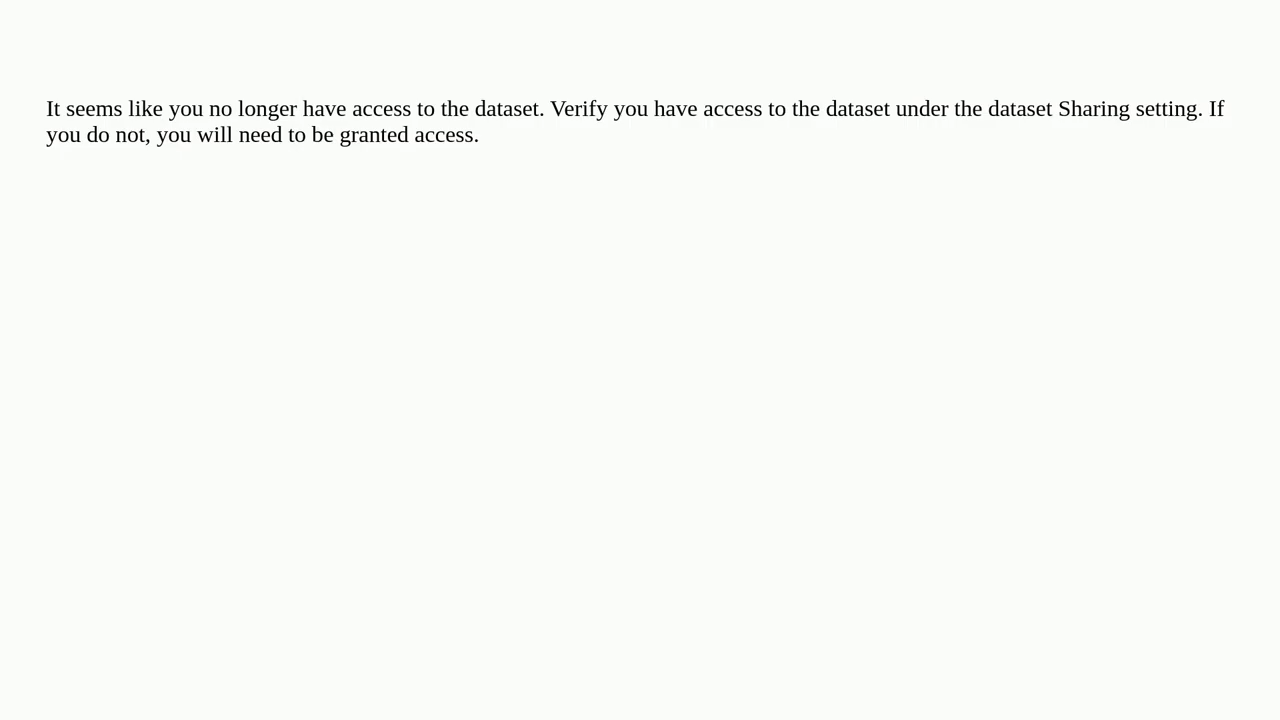 It seems like you no longer have access to the dataset. Verify you have access to the dataset under the dataset Sharing setting. If
you do not, you will need to be granted access.